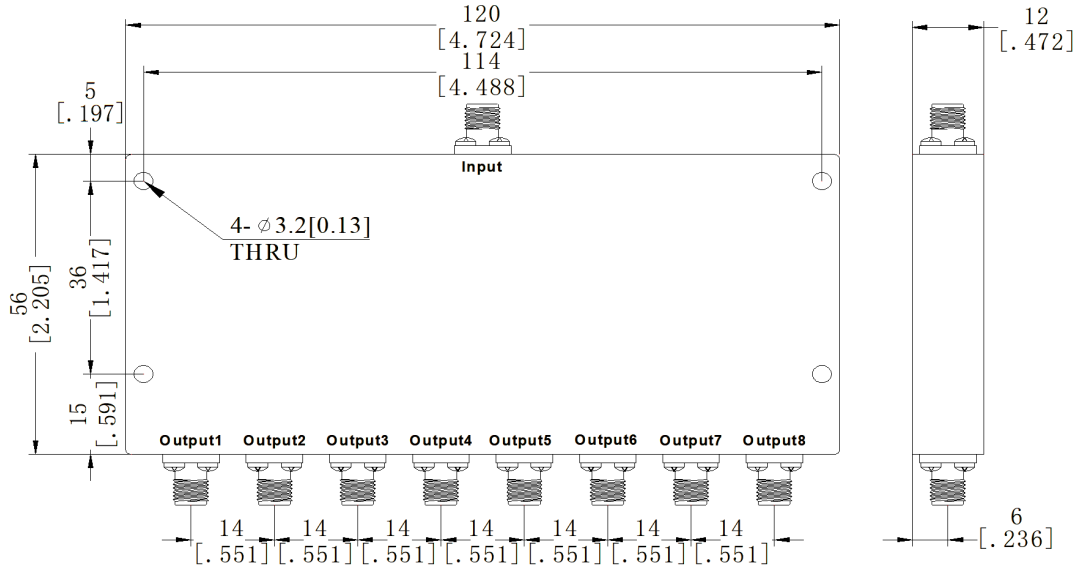 120
[4.724]
12
[.472]
114
[4.488]
5
[.197]
Input
4- ϕ3.2[0.13]
THRU
56
[2.205]
36
[1.417]
15
[.591]
Output1 Output2 Output3 Output4 Output5 Output6 Output7 Output8
14 14 14 14 14 14 14
[.551] [.551] [.551] [.551] [.551] [.551] [.551]
6
[.236]